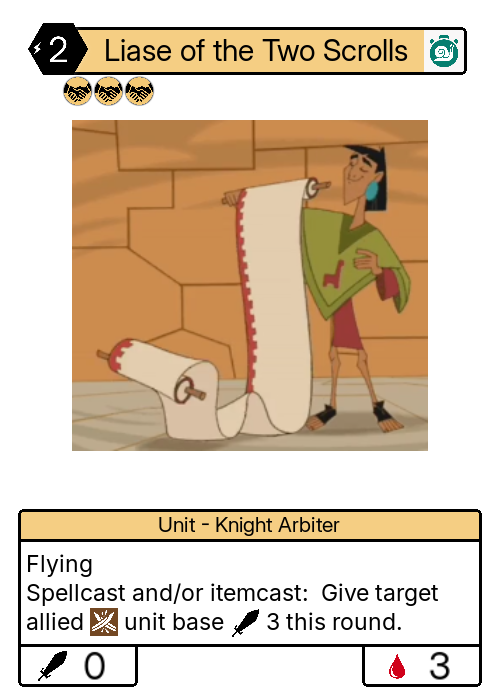 2 Liase of the Two Scrolls
Unit - Knight Arbiter
Flying
Spellcast and/or itemcast:  Give target
allied unit base 3 this round.
0
3